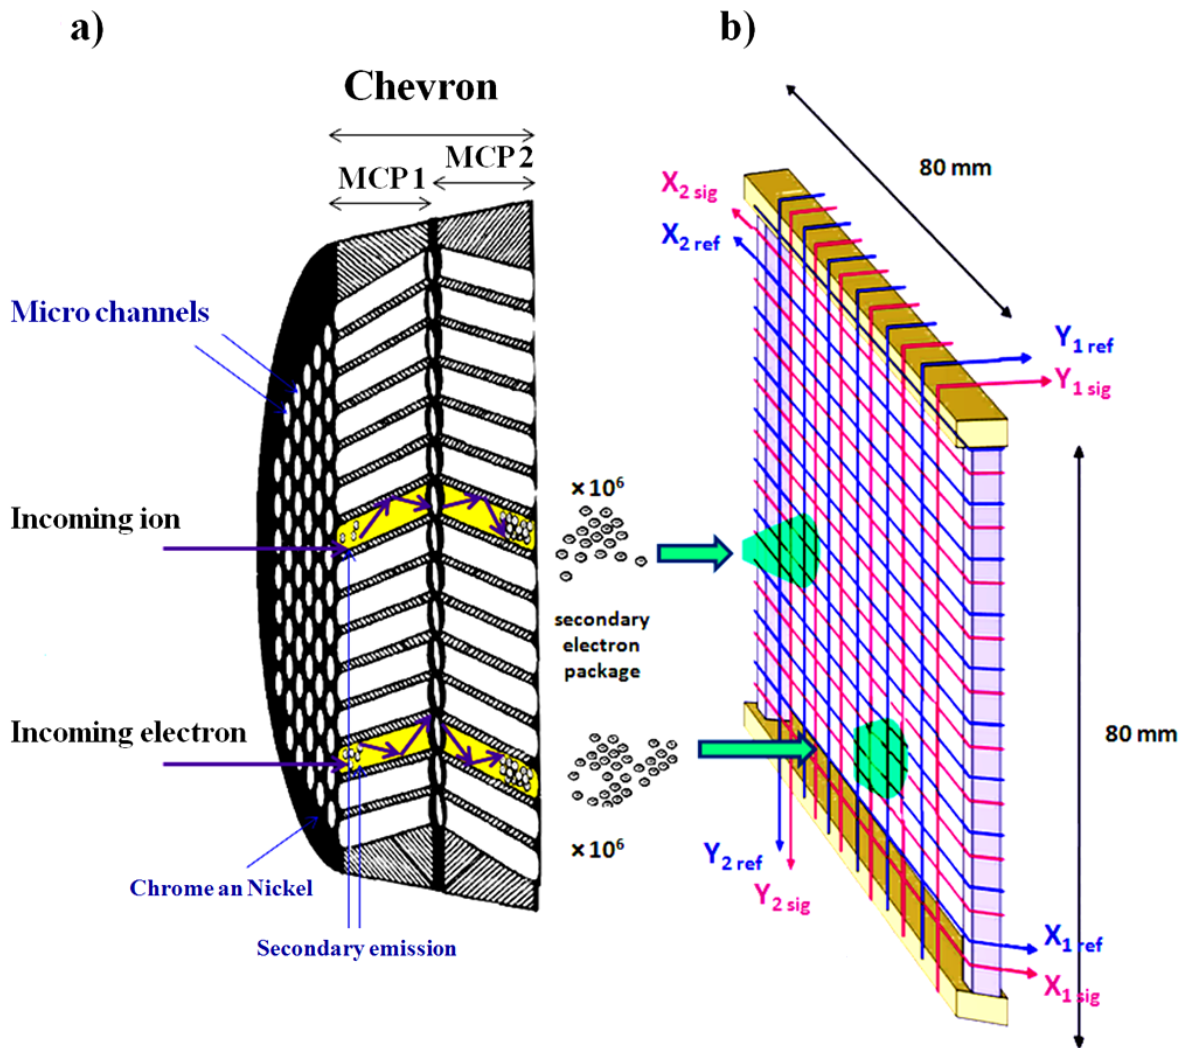 a)
b)
Chevron
MCP 2
MCP 1
80 mm
X2 sig
X2 ref
Micro channels
Y1 ref
Y1 sig
×10⁶
Incoming ion
secondary
electron
package
Incoming electron
80 mm
×10⁶
Y2 ref
Y2 sig
Chrome an Nickel
Secondary emission
X1 ref
X1 sig